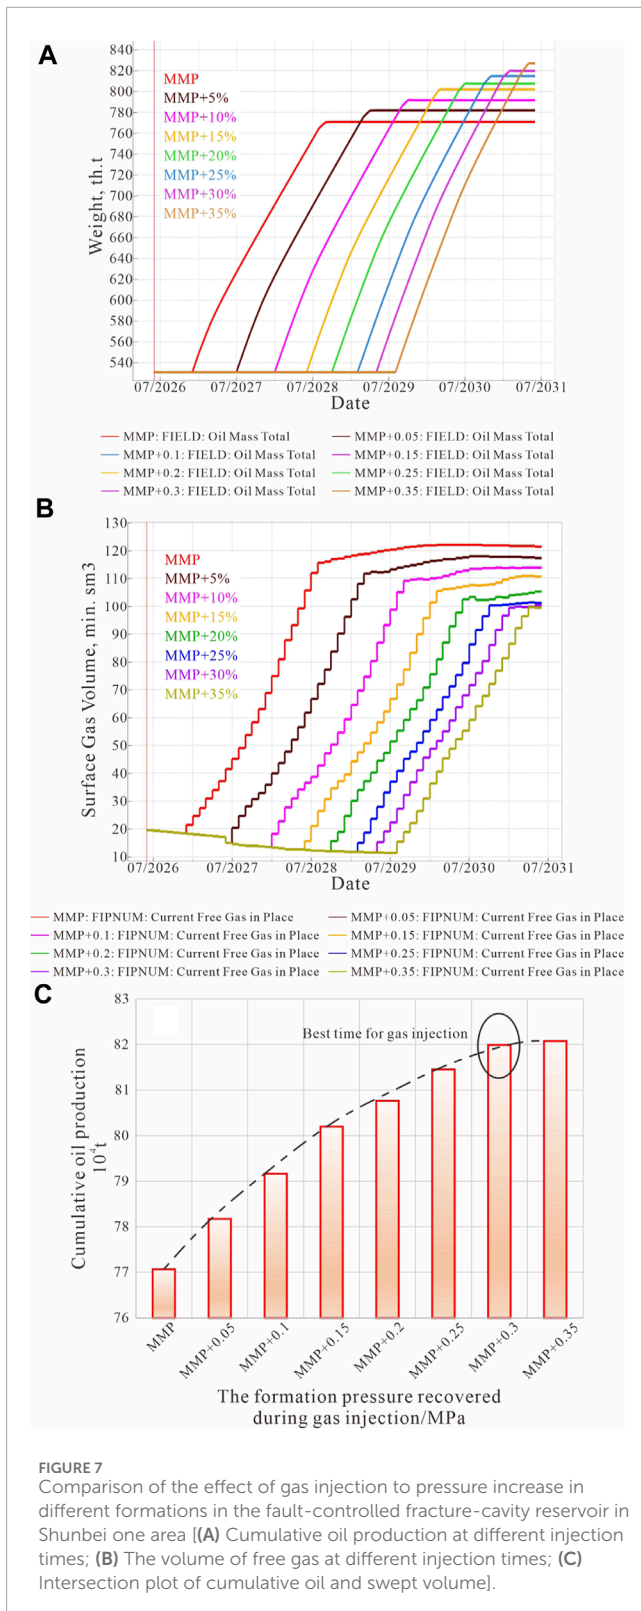 A
840
820
800
780
760
740
720
700
680
660
640
620
600
580
560
540
Weight, th.t
MMP
MMP+5%
MMP+10%
MMP+15%
MMP+20%
MMP+25%
MMP+30%
MMP+35%
07/2026 07/2027 07/2028 07/2029 07/2030 07/2031
Date
MMP: FIELD: Oil Mass Total MMP+0.05: FIELD: Oil Mass Total
MMP+0.1: FIELD: Oil Mass Total MMP+0.15: FIELD: Oil Mass Total
MMP+0.2: FIELD: Oil Mass Total MMP+0.25: FIELD: Oil Mass Total
MMP+0.3: FIELD: Oil Mass Total MMP+0.35: FIELD: Oil Mass Total
B
130
120
110
100
90
80
70
60
50
40
30
20
10
Surface Gas Volume, min. sm3
MMP
MMP+5%
MMP+10%
MMP+15%
MMP+20%
MMP+25%
MMP+30%
MMP+35%
07/2026 07/2027 07/2028 07/2029 07/2030 07/2031
Date
MMP: FIPNUM: Current Free Gas in Place MMP+0.05: FIPNUM: Current Free Gas in Place
MMP+0.1: FIPNUM: Current Free Gas in Place MMP+0.15: FIPNUM: Current Free Gas in Place
MMP+0.2: FIPNUM: Current Free Gas in Place MMP+0.25: FIPNUM: Current Free Gas in Place
MMP+0.3: FIPNUM: Current Free Gas in Place MMP+0.35: FIPNUM: Current Free Gas in Place
C
83
82
81
80
79
78
77
76
Cumulative oil production
10⁴t
Best time for gas injection
MMP MMP+0.05 MMP+0.1 MMP+0.15 MMP+0.2 MMP+0.25 MMP+0.3 MMP+0.35
The formation pressure recovered
during gas injection/MPa
FIGURE 7
Comparison of the effect of gas injection to pressure increase in
different formations in the fault-controlled fracture-cavity reservoir in
Shunbei one area [(A) Cumulative oil production at different injection
times; (B) The volume of free gas at different injection times; (C)
Intersection plot of cumulative oil and swept volume].